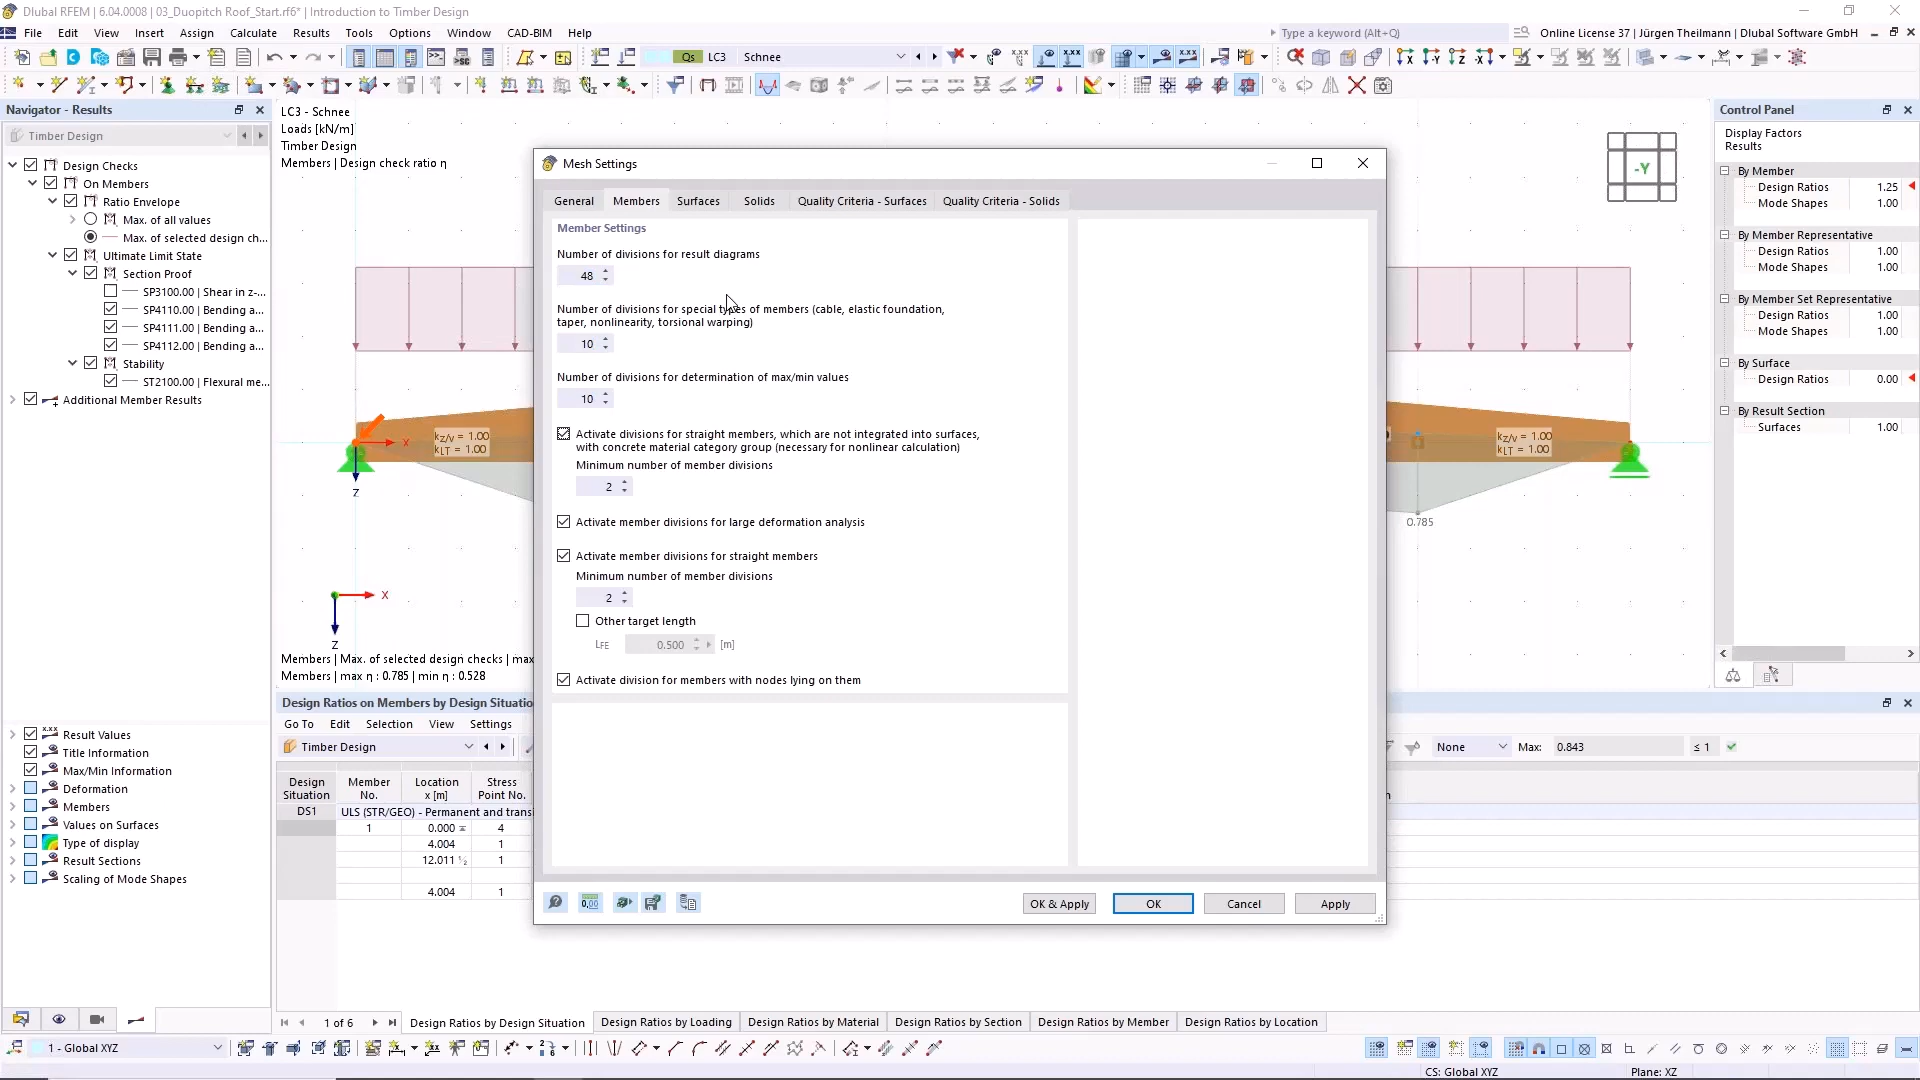 Dlubal RFEM | 6.04.0008 | 03_Duopitch Roof_Start.rf6* | Introduction to Timber Design
File Edit View Insert Assign Calculate Results Tools Options Window CAD-BIM Help
Type a keyword (Alt+Q)
Online License 37 | Jürgen Theilmann | Dlubal Software GmbH
Qs LC3 Schnee
Navigator - Results
Timber Design
Design Checks
On Members
Ratio Envelope
Max. of all values
Max. of selected design ch...
Ultimate Limit State
Section Proof
SP3100.00 | Shear in z-...
SP4110.00 | Bending a...
SP4111.00 | Bending a...
SP4112.00 | Bending a...
Stability
ST2100.00 | Flexural me...
Additional Member Results
Result Values
Title Information
Max/Min Information
Deformation
Members
Values on Surfaces
Type of display
Result Sections
Scaling of Mode Shapes
LC3 - Schnee
Loads [kN/m]
Timber Design
Members | Design check ratio η
kz/v = 1.00
kLT = 1.00
X
Z
X
Z
kz/v = 1.00
kLT = 1.00
0.785
-Y
Members | Max. of selected design checks | max
Members | max η : 0.785 | min η : 0.528
Mesh Settings
General Members Surfaces Solids Quality Criteria - Surfaces Quality Criteria - Solids
Member Settings
Number of divisions for result diagrams
48
Number of divisions for special types of members (cable, elastic foundation,
taper, nonlinearity, torsional warping)
10
Number of divisions for determination of max/min values
10
Activate divisions for straight members, which are not integrated into surfaces,
with concrete material category group (necessary for nonlinear calculation)
Minimum number of member divisions
2
Activate member divisions for large deformation analysis
Activate member divisions for straight members
Minimum number of member divisions
2
Other target length
LFE 0.500 [m]
Activate division for members with nodes lying on them
OK & Apply OK Cancel Apply
Control Panel
Display Factors
Results
By Member
Design Ratios 1.25
Mode Shapes 1.00
By Member Representative
Design Ratios 1.00
Mode Shapes 1.00
By Member Set Representative
Design Ratios 1.00
Mode Shapes 1.00
By Surface
Design Ratios 0.00
By Result Section
Surfaces 1.00
Design Ratios on Members by Design Situatio
Go To Edit Selection View Settings
Timber Design
None Max: 0.843 ≤ 1
Design Member Location Stress
Situation No. x [m] Point No.
DS1 ULS (STR/GEO) - Permanent and transi
1 0.000 4
4.004 1
12.011 ½ 1
4.004 1
1 of 6 Design Ratios by Design Situation Design Ratios by Loading Design Ratios by Material Design Ratios by Section Design Ratios by Member Design Ratios by Location
1 - Global XYZ
CS: Global XYZ Plane: XZ